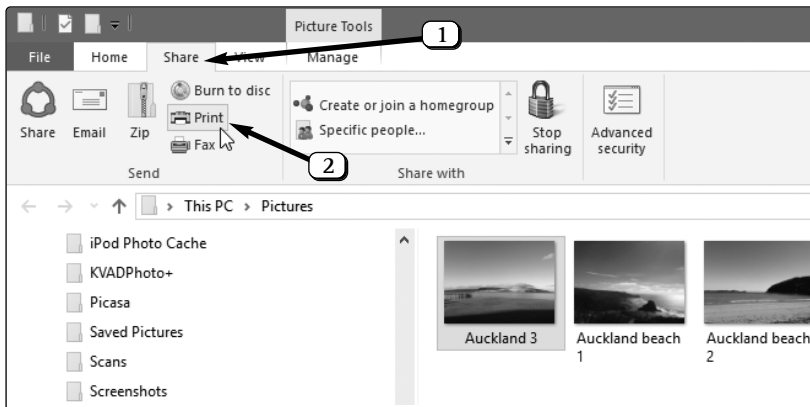 Picture Tools
1
File Home Share View Manage
Share
Email
Zip
Burn to disc
Print
Fax
2
Send
Create or join a homegroup
Specific people...
Share with
Stop
sharing
Advanced
security
This PC > Pictures
iPod Photo Cache
KVADPhoto+
Picasa
Saved Pictures
Scans
Screenshots
Auckland 3
Auckland beach
1
Auckland beach
2